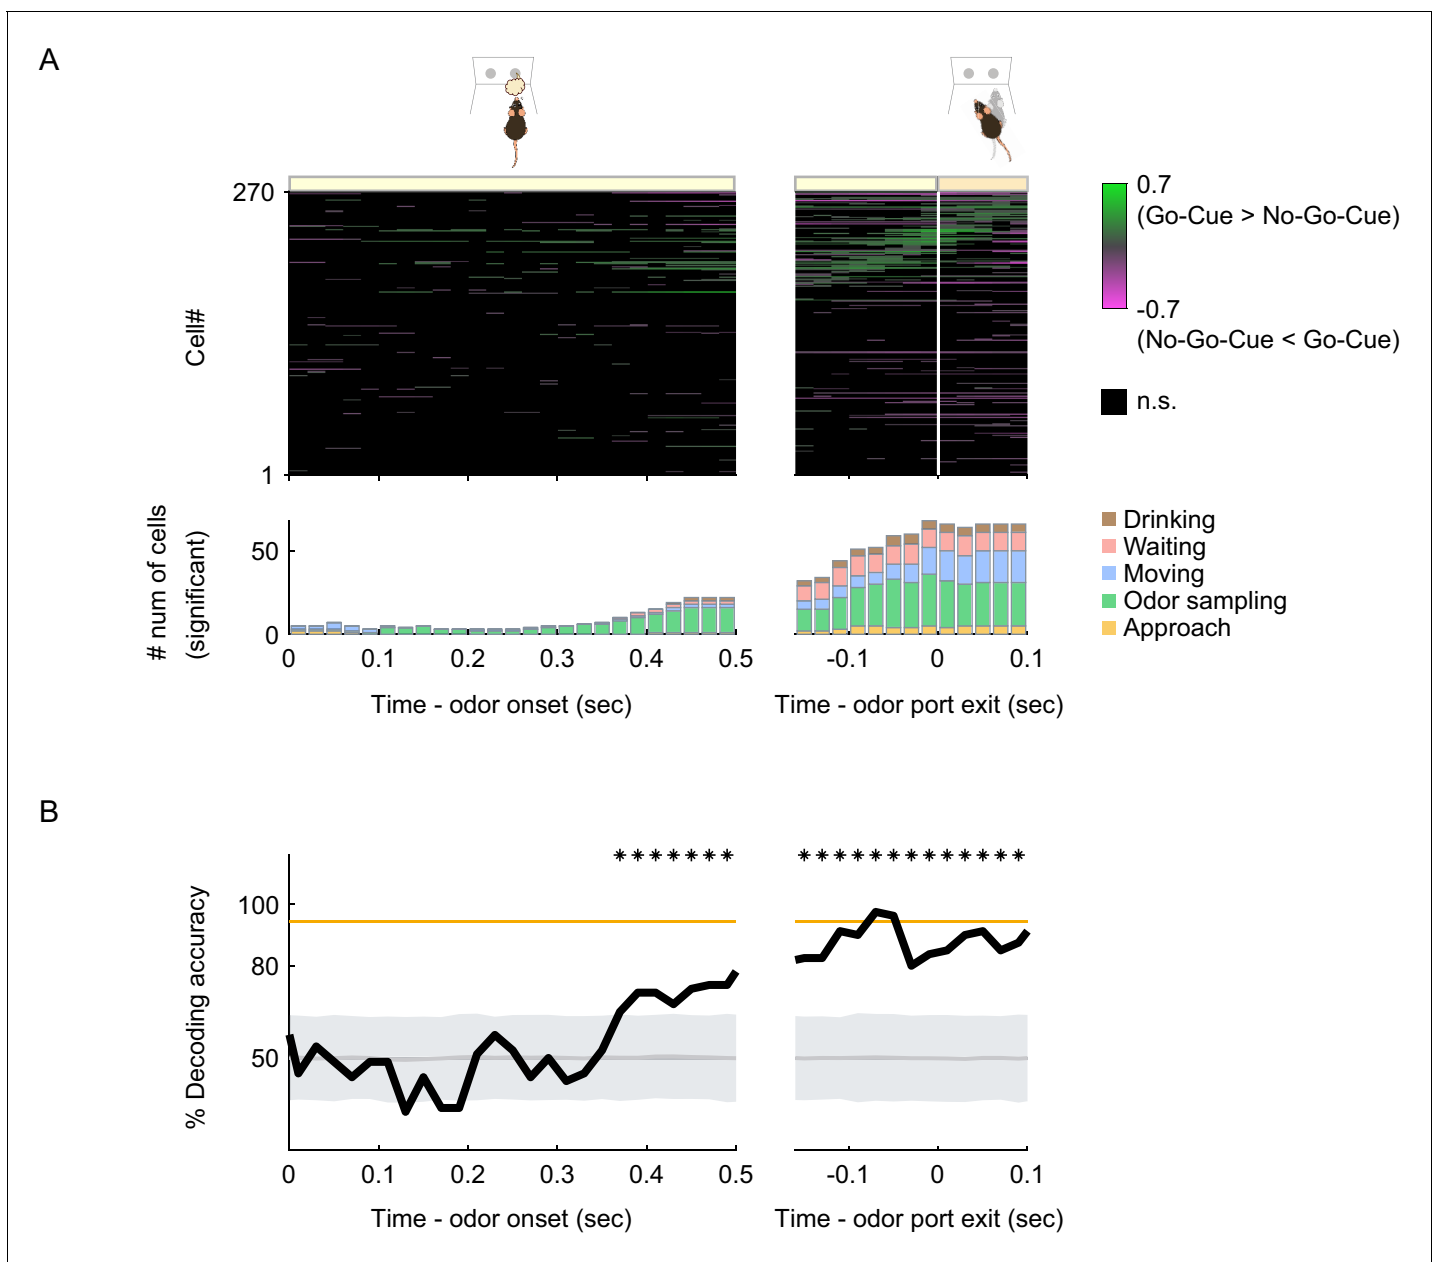 A
270
Cell#
1
0.7
(Go-Cue > No-Go-Cue)
-0.7
(No-Go-Cue < Go-Cue)
n.s.
# num of cells
(significant)
50
0
0 0.1 0.2 0.3 0.4 0.5
Time - odor onset (sec)
-0.1 0 0.1
Time - odor port exit (sec)
Drinking
Waiting
Moving
Odor sampling
Approach
B
% Decoding accuracy
100
80
50
* * * * * * *
* * * * * * * * * * * * *
0 0.1 0.2 0.3 0.4 0.5
Time - odor onset (sec)
-0.1 0 0.1
Time - odor port exit (sec)